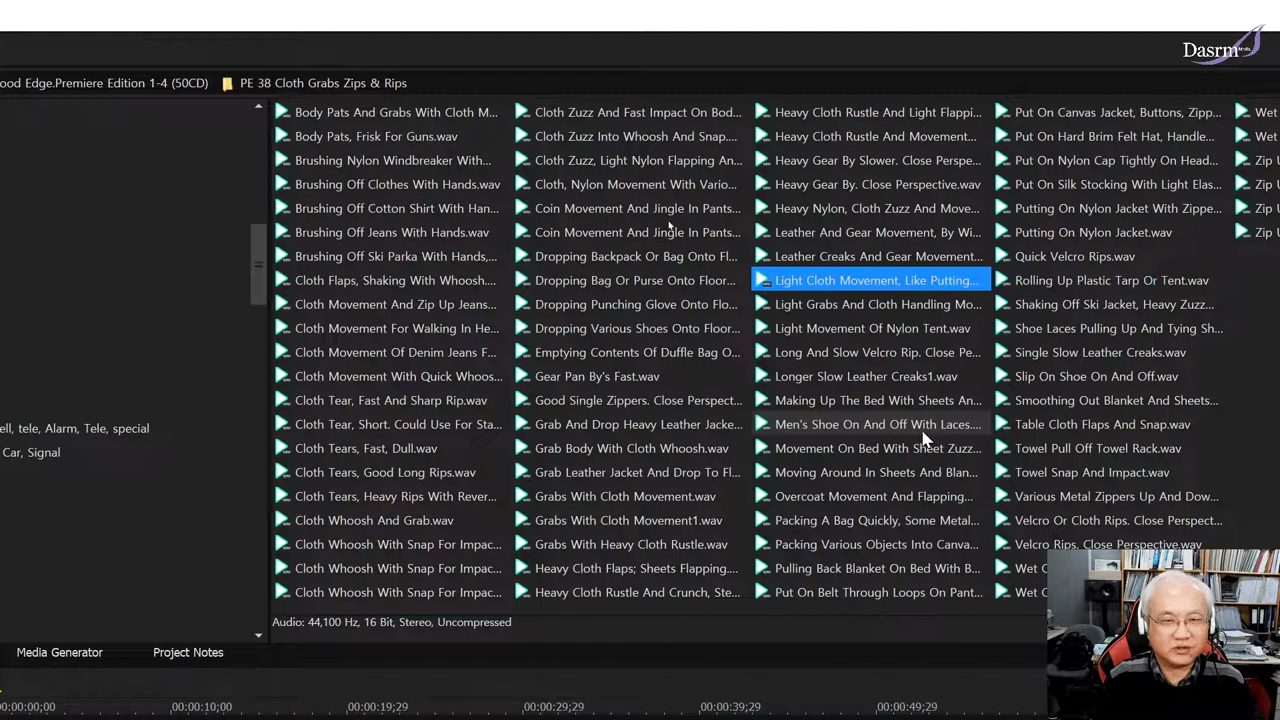 Dasrm Media
ood Edge.Premiere Edition 1-4 (50CD)
PE 38 Cloth Grabs Zips & Rips
Body Pats And Grabs With Cloth M...
Body Pats, Frisk For Guns.wav
Brushing Nylon Windbreaker With...
Brushing Off Clothes With Hands.wav
Brushing Off Cotton Shirt With Han...
Brushing Off Jeans With Hands.wav
Brushing Off Ski Parka With Hands,...
Cloth Flaps, Shaking With Whoosh....
Cloth Movement And Zip Up Jeans...
Cloth Movement For Walking In He...
Cloth Movement Of Denim Jeans F...
Cloth Movement With Quick Whoos...
Cloth Tear, Fast And Sharp Rip.wav
Cloth Tear, Short. Could Use For Sta...
Cloth Tears, Fast, Dull.wav
Cloth Tears, Good Long Rips.wav
Cloth Tears, Heavy Rips With Rever...
Cloth Whoosh And Grab.wav
Cloth Whoosh With Snap For Impac...
Cloth Whoosh With Snap For Impac...
Cloth Whoosh With Snap For Impac...
Cloth Zuzz And Fast Impact On Bod...
Cloth Zuzz Into Whoosh And Snap....
Cloth Zuzz, Light Nylon Flapping An...
Cloth, Nylon Movement With Vario...
Coin Movement And Jingle In Pants...
Coin Movement And Jingle In Pants...
Dropping Backpack Or Bag Onto Fl...
Dropping Bag Or Purse Onto Floor...
Dropping Punching Glove Onto Flo...
Dropping Various Shoes Onto Floor...
Emptying Contents Of Duffle Bag O...
Gear Pan By's Fast.wav
Good Single Zippers. Close Perspect...
Grab And Drop Heavy Leather Jacke...
Grab Body With Cloth Whoosh.wav
Grab Leather Jacket And Drop To Fl...
Grabs With Cloth Movement.wav
Grabs With Cloth Movement1.wav
Grabs With Heavy Cloth Rustle.wav
Heavy Cloth Flaps; Sheets Flapping....
Heavy Cloth Rustle And Crunch, Ste...
Heavy Cloth Rustle And Light Flappi...
Heavy Cloth Rustle And Movement...
Heavy Gear By Slower. Close Perspe...
Heavy Gear By. Close Perspective.wav
Heavy Nylon, Cloth Zuzz And Move...
Leather And Gear Movement, By Wi...
Leather Creaks And Gear Movement...
Light Cloth Movement, Like Putting...
Light Grabs And Cloth Handling Mo...
Light Movement Of Nylon Tent.wav
Long And Slow Velcro Rip. Close Pe...
Longer Slow Leather Creaks1.wav
Making Up The Bed With Sheets An...
Men's Shoe On And Off With Laces....
Movement On Bed With Sheet Zuzz...
Moving Around In Sheets And Blan...
Overcoat Movement And Flapping...
Packing A Bag Quickly, Some Metal...
Packing Various Objects Into Canva...
Pulling Back Blanket On Bed With B...
Put On Belt Through Loops On Pant...
Put On Canvas Jacket, Buttons, Zipp...
Put On Hard Brim Felt Hat, Handle...
Put On Nylon Cap Tightly On Head...
Put On Silk Stocking With Light Elas...
Putting On Nylon Jacket With Zippe...
Putting On Nylon Jacket.wav
Quick Velcro Rips.wav
Rolling Up Plastic Tarp Or Tent.wav
Shaking Off Ski Jacket, Heavy Zuzz...
Shoe Laces Pulling Up And Tying Sh...
Single Slow Leather Creaks.wav
Slip On Shoe On And Off.wav
Smoothing Out Blanket And Sheets...
Table Cloth Flaps And Snap.wav
Towel Pull Off Towel Rack.wav
Towel Snap And Impact.wav
Various Metal Zippers Up And Dow...
Velcro Or Cloth Rips. Close Perspect...
Velcro Rips. Close Perspective.wav
Wet C
Wet
Wet
Wet
Zip U
Zip U
Zip U
ell, tele, Alarm, Tele, special
Car, Signal
Audio: 44,100 Hz, 16 Bit, Stereo, Uncompressed
Media Generator
Project Notes
00:00:00;00
00:00:10;00
00:00:19;29
00:00:29;29
00:00:39;29
00:00:49;29